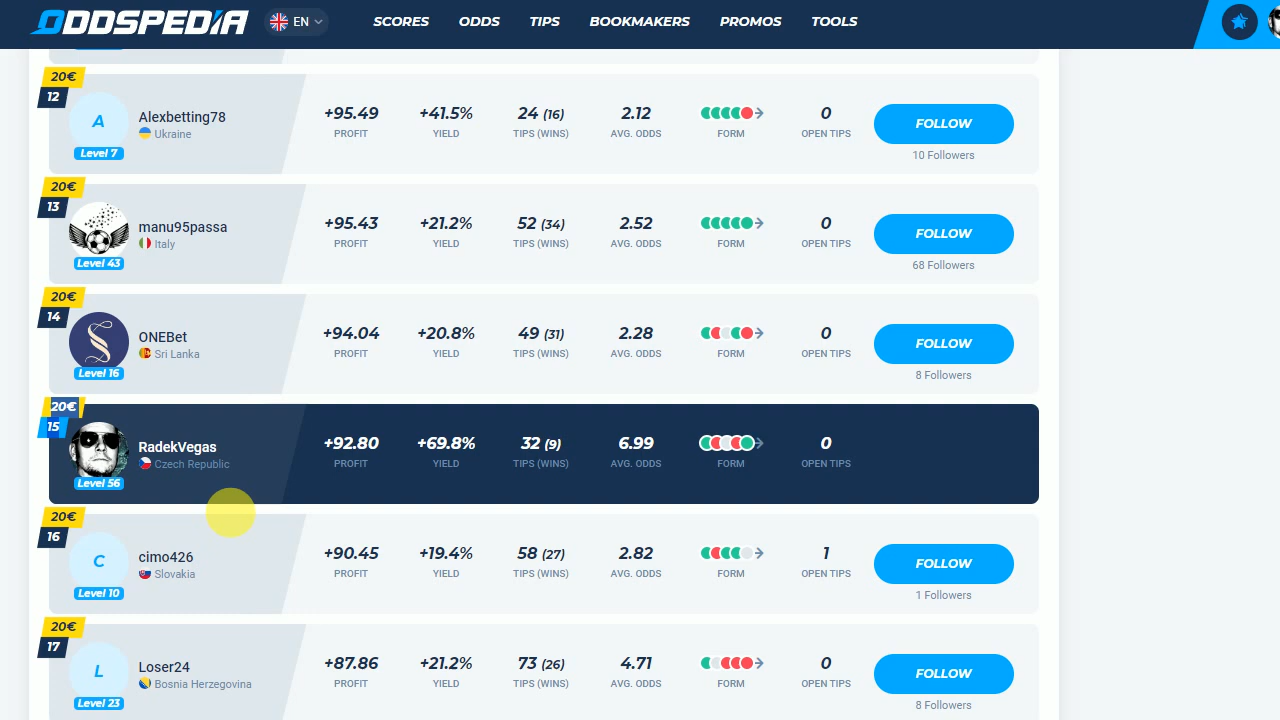 ODDSPEDIA EN SCORES ODDS TIPS BOOKMAKERS PROMOS TOOLS
20€
12
A
Level 7
Alexbetting78
Ukraine
+95.49 +41.5% 24 (16) 2.12 0
PROFIT YIELD TIPS (WINS) AVG. ODDS FORM OPEN TIPS
FOLLOW
10 Followers
20€
13
Level 43
manu95passa
Italy
+95.43 +21.2% 52 (34) 2.52 0
PROFIT YIELD TIPS (WINS) AVG. ODDS FORM OPEN TIPS
FOLLOW
68 Followers
20€
14
Level 16
ONEBet
Sri Lanka
+94.04 +20.8% 49 (31) 2.28 0
PROFIT YIELD TIPS (WINS) AVG. ODDS FORM OPEN TIPS
FOLLOW
8 Followers
20€
15
Level 56
RadekVegas
Czech Republic
+92.80 +69.8% 32 (9) 6.99 0
PROFIT YIELD TIPS (WINS) AVG. ODDS FORM OPEN TIPS
20€
16
C
Level 10
cimo426
Slovakia
+90.45 +19.4% 58 (27) 2.82 1
PROFIT YIELD TIPS (WINS) AVG. ODDS FORM OPEN TIPS
FOLLOW
1 Followers
20€
17
L
Level 23
Loser24
Bosnia Herzegovina
+87.86 +21.2% 73 (26) 4.71 0
PROFIT YIELD TIPS (WINS) AVG. ODDS FORM OPEN TIPS
FOLLOW
8 Followers